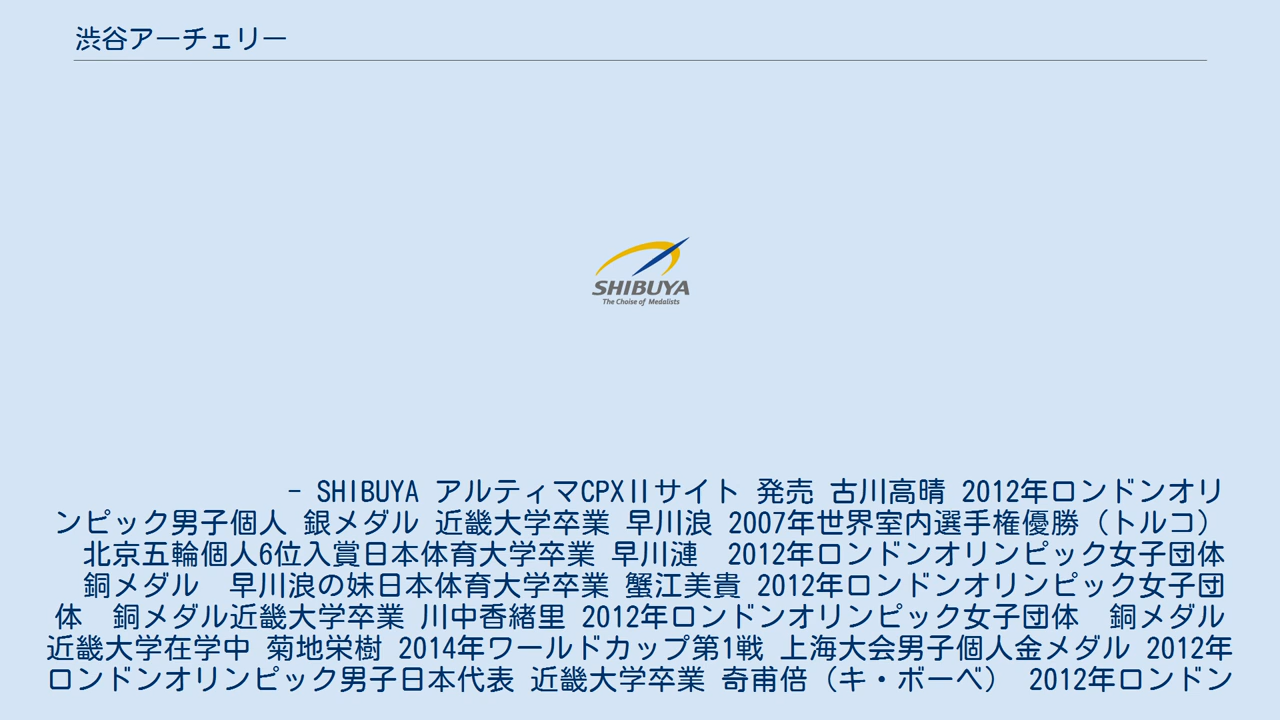 渋谷アーチェリー
SHIBUYA
The Choise of Medalists
- SHIBUYA アルティマCPXⅡサイト 発売 古川高晴 2012年ロンドンオリ
ンピック男子個人 銀メダル 近畿大学卒業 早川浪 2007年世界室内選手権優勝（トルコ）
北京五輪個人6位入賞日本体育大学卒業 早川漣　2012年ロンドンオリンピック女子団体
銅メダル　早川浪の妹日本体育大学卒業 蟹江美貴 2012年ロンドンオリンピック女子団
体　銅メダル近畿大学卒業 川中香緒里 2012年ロンドンオリンピック女子団体　銅メダル
近畿大学在学中 菊地栄樹 2014年ワールドカップ第1戦 上海大会男子個人金メダル 2012年
ロンドンオリンピック男子日本代表 近畿大学卒業 奇甫倍（キ・ボーベ） 2012年ロンドン